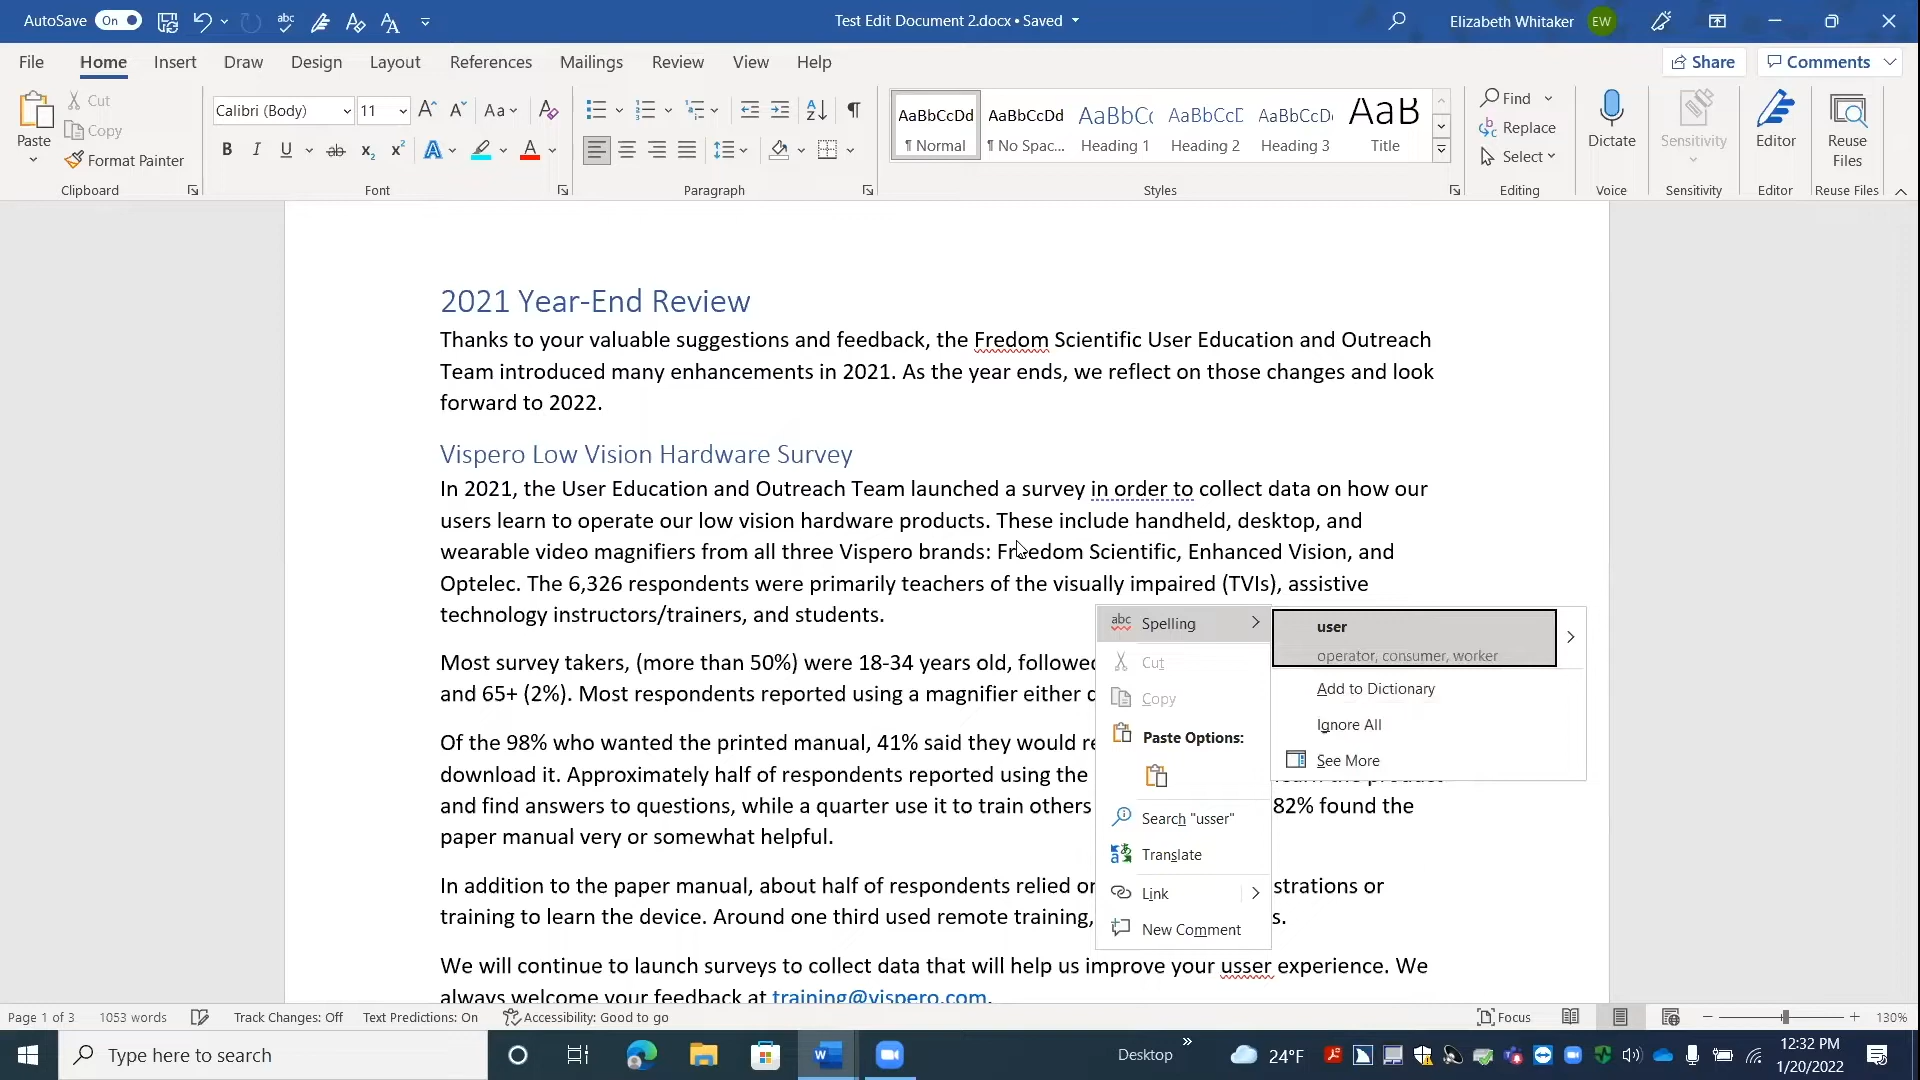 AutoSave On
abc
Test Edit Document 2.docx • Saved
Elizabeth Whitaker EW
File Home Insert Draw Design Layout References Mailings Review View Help
Share Comments
Paste
Cut
Copy
Format Painter
Clipboard
Calibri (Body) 11
Font
Paragraph
AaBbCcDd
¶ Normal
AaBbCcDd
¶ No Spac...
AaBbCc
Heading 1
AaBbCcD
Heading 2
AaBbCcD
Heading 3
AaB
Title
Styles
Find
Replace
Select
Editing
Dictate
Voice
Sensitivity
Sensitivity
Editor
Editor
Reuse
Files
Reuse Files
2021 Year-End Review
Thanks to your valuable suggestions and feedback, the Fredom Scientific User Education and Outreach
Team introduced many enhancements in 2021. As the year ends, we reflect on those changes and look
forward to 2022.
Vispero Low Vision Hardware Survey
In 2021, the User Education and Outreach Team launched a survey in order to collect data on how our
users learn to operate our low vision hardware products. These include handheld, desktop, and
wearable video magnifiers from all three Vispero brands: Freedom Scientific, Enhanced Vision, and
Optelec. The 6,326 respondents were primarily teachers of the visually impaired (TVIs), assistive
technology instructors/trainers, and students.
Most survey takers, (more than 50%) were 18-34 years old, followed
and 65+ (2%). Most respondents reported using a magnifier either
Of the 98% who wanted the printed manual, 41% said they would
download it. Approximately half of respondents reported using the
and find answers to questions, while a quarter use it to train others 82% found the
paper manual very or somewhat helpful.
In addition to the paper manual, about half of respondents relied strations or
training to learn the device. Around one third used remote training, s.
We will continue to launch surveys to collect data that will help us improve your usser experience. We
always welcome your feedback at training@vispero.com.
abc Spelling
Cut
Copy
Paste Options:
Search "usser"
Translate
Link
New Comment
user
operator, consumer, worker
Add to Dictionary
Ignore All
See More
Page 1 of 3 1053 words Track Changes: Off Text Predictions: On Accessibility: Good to go
Focus 130%
Type here to search
Desktop 24°F
12:32 PM
1/20/2022